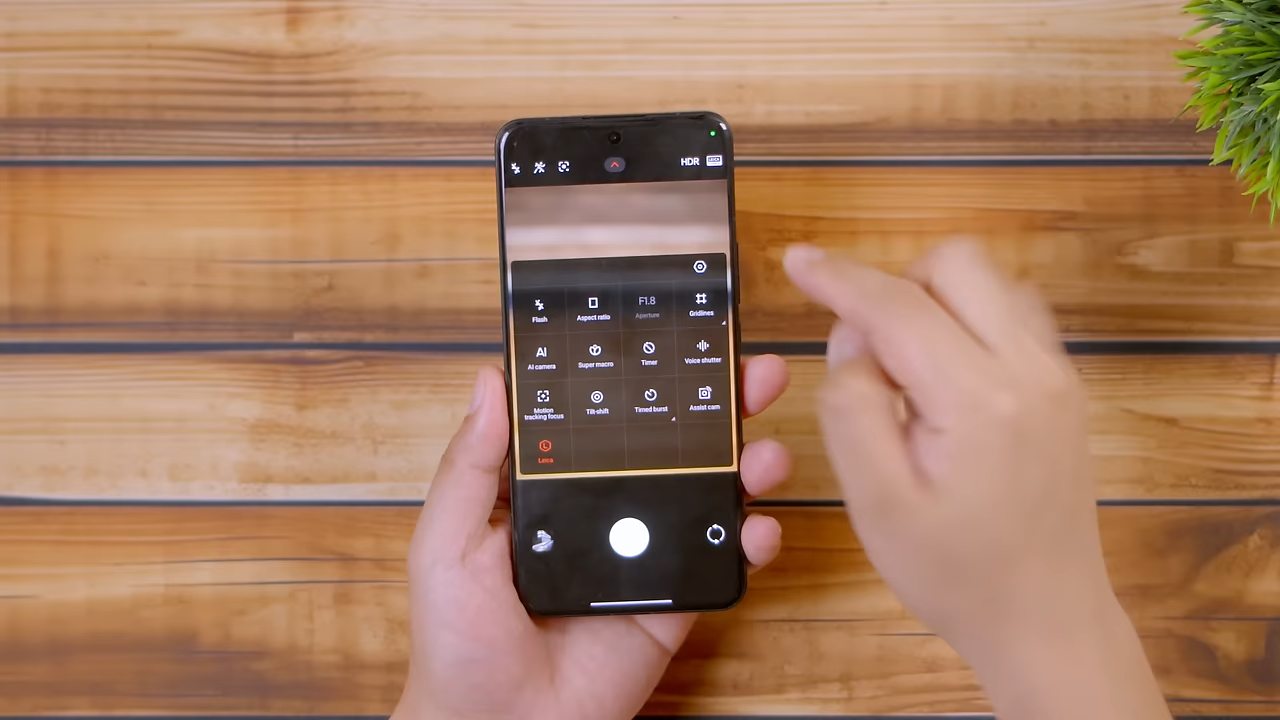 HDR
LEICA
F1.8
Flash
Aspect ratio
Aperture
Gridlines
AI
AI camera
Super macro
Timer
Voice shutter
Motion
tracking focus
Tilt-shift
Timed burst
Assist cam
Leica